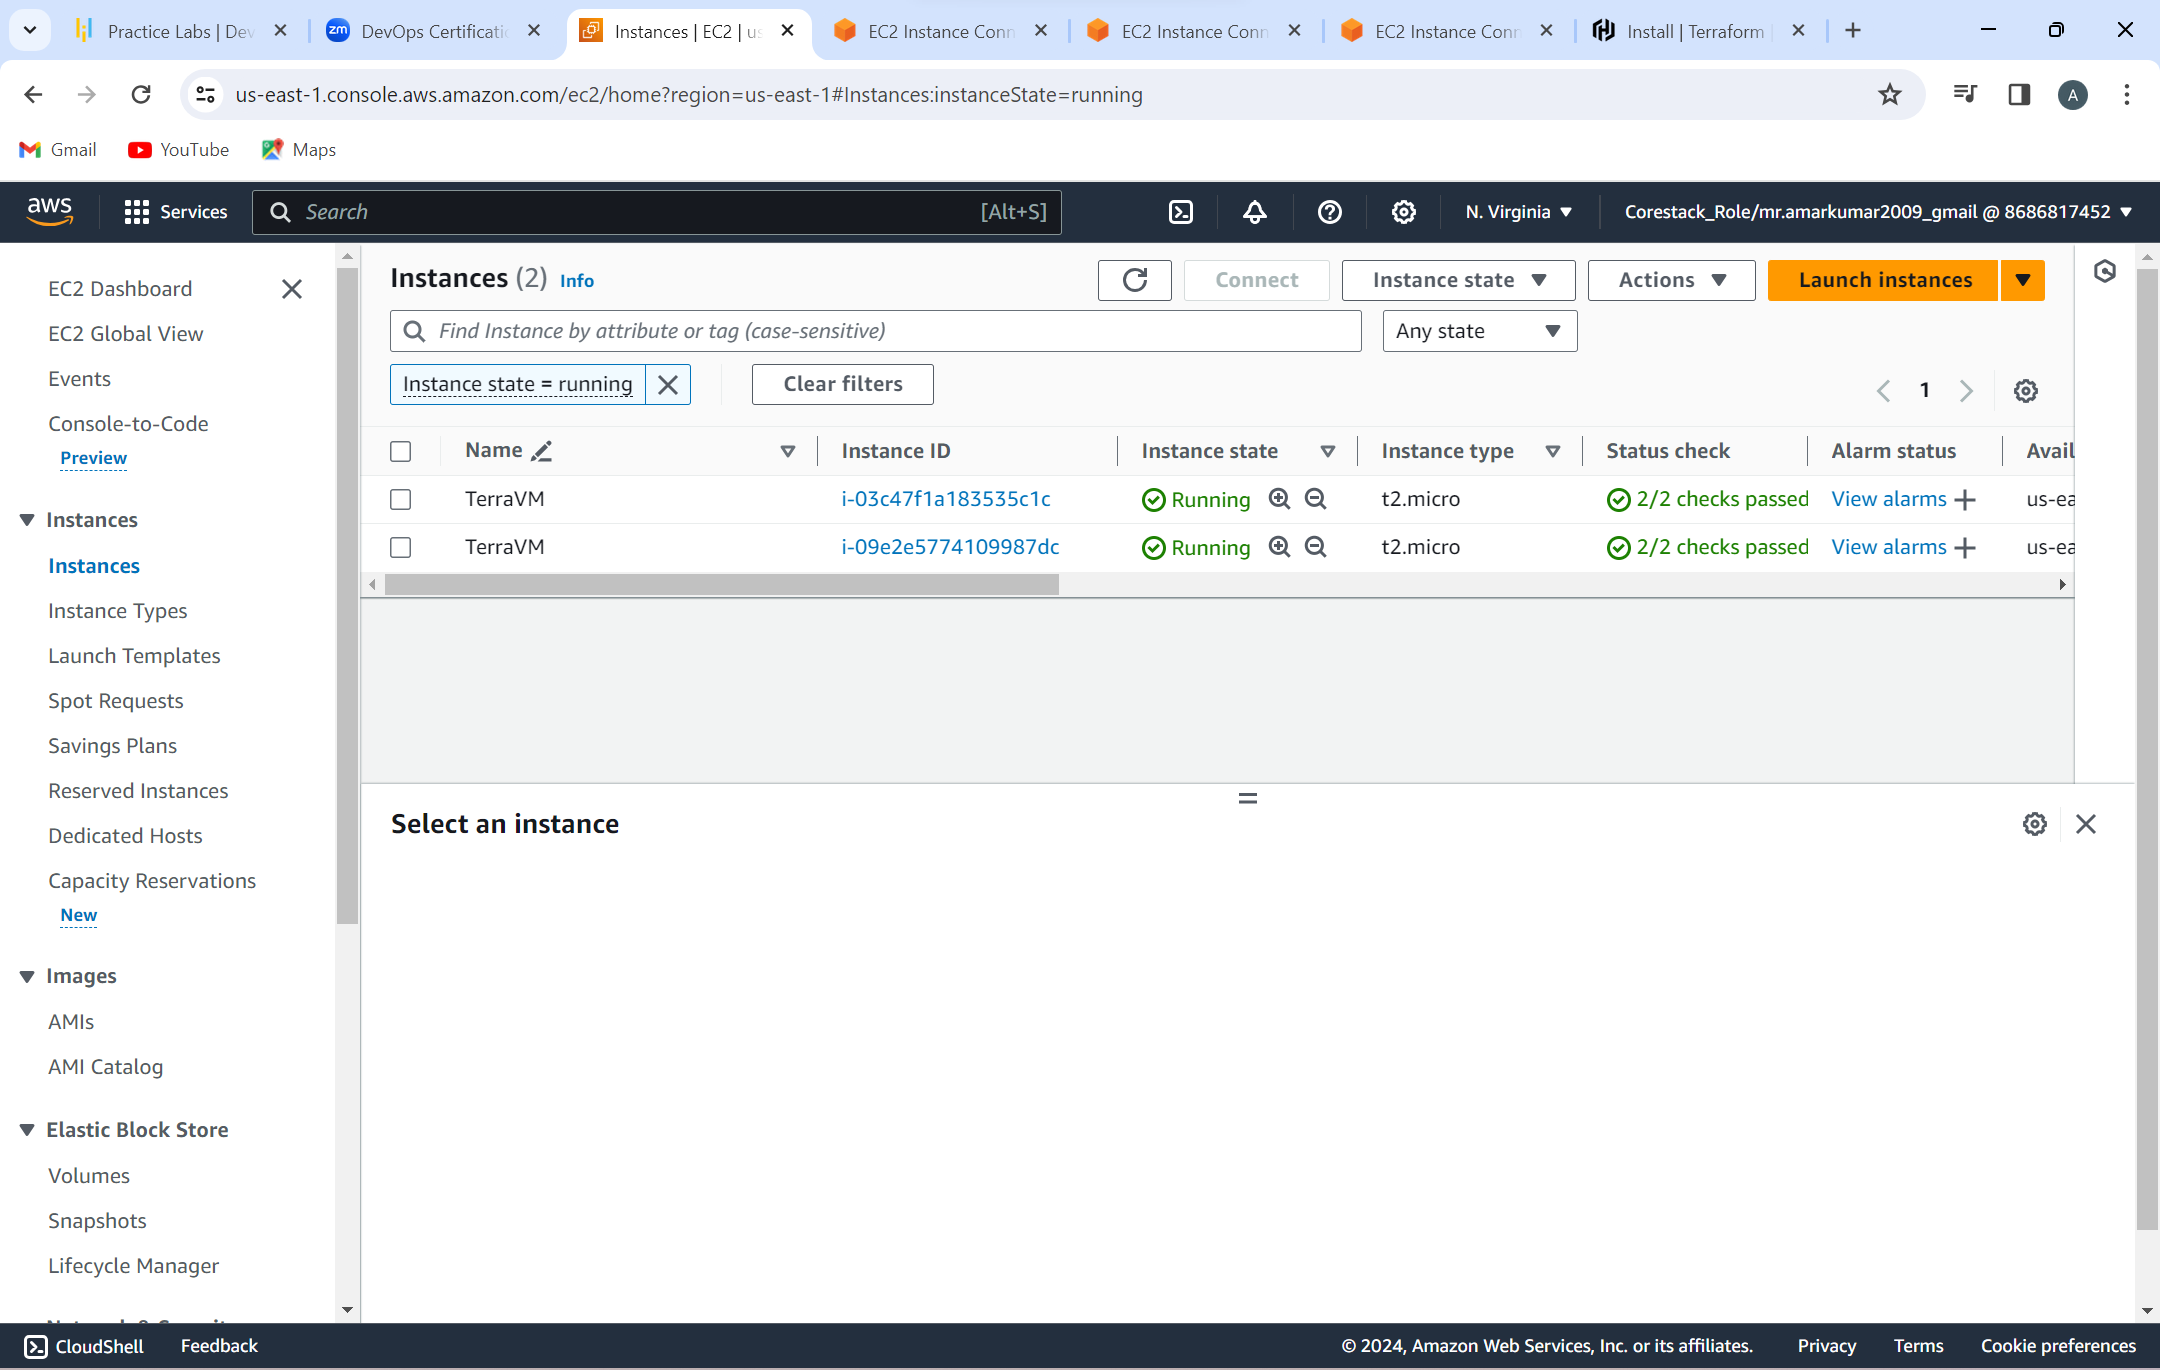 Practice Labs | Dev
zm
DevOps Certificati
Instances | EC2 | us
EC2 Instance Conn
EC2 Instance Conn
EC2 Instance Conn
Install | Terraform
us-east-1.console.aws.amazon.com/ec2/home?region=us-east-1#Instances:instanceState=running
A
Gmail
YouTube
Maps
aws
Services
Search
[Alt+S]
N. Virginia
Corestack_Role/mr.amarkumar2009_gmail @ 8686817452
EC2 Dashboard
EC2 Global View
Events
Console-to-Code
Preview
Instances
Instances
Instance Types
Launch Templates
Spot Requests
Savings Plans
Reserved Instances
Dedicated Hosts
Capacity Reservations
New
Images
AMIs
AMI Catalog
Elastic Block Store
Volumes
Snapshots
Lifecycle Manager
Instances (2) Info
Connect
Instance state
Actions
Launch instances
Find Instance by attribute or tag (case-sensitive)
Any state
Instance state = running
Clear filters
1
Name Instance ID Instance state Instance type Status check Alarm status Avail
TerraVM i-03c47f1a183535c1c Running t2.micro 2/2 checks passed View alarms us-ea
TerraVM i-09e2e5774109987dc Running t2.micro 2/2 checks passed View alarms us-ea
Select an instance
CloudShell
Feedback
© 2024, Amazon Web Services, Inc. or its affiliates.
Privacy
Terms
Cookie preferences